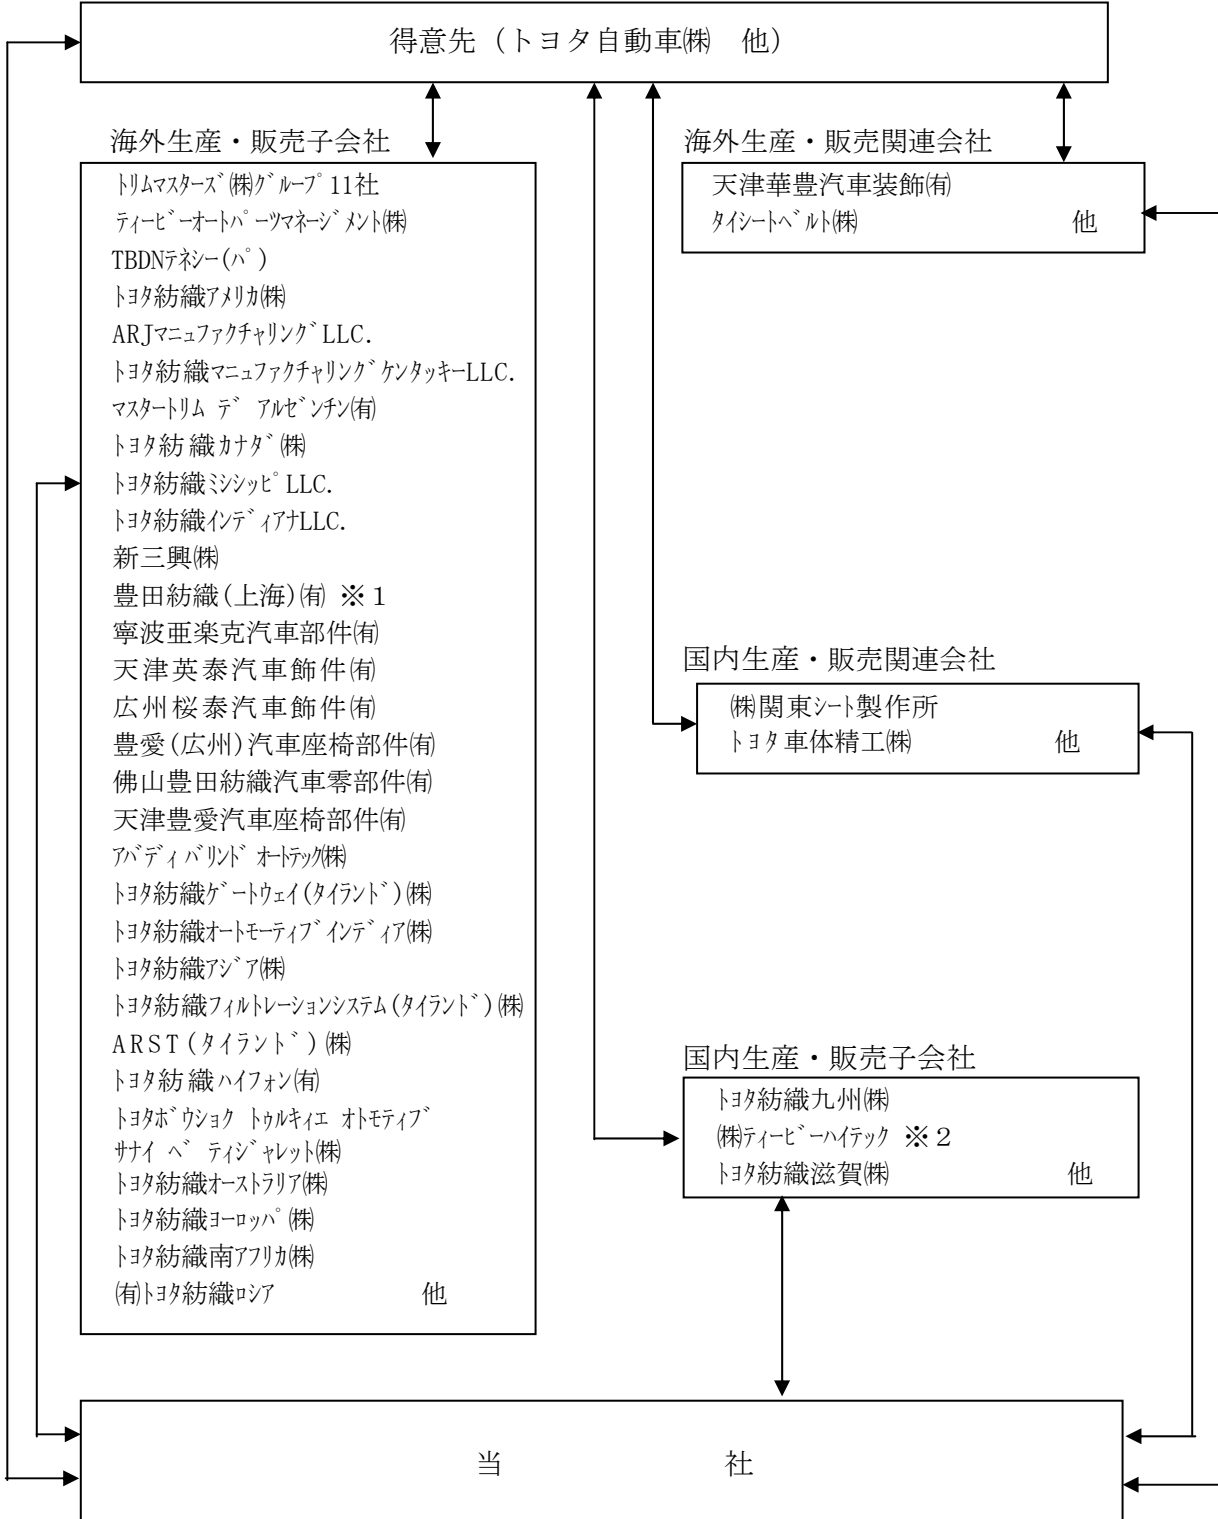 得意先（トヨタ自動車㈱　他）
海外生産・販売子会社
ﾄﾘﾑﾏｽﾀｰｽﾞ㈱ｸﾞﾙｰﾌﾟ11社
ﾃｨｰﾋﾞｰｵｰﾄﾊﾟｰﾂﾏﾈｰｼﾞﾒﾝﾄ㈱
TBDNﾃﾈｼｰ(ﾊﾟ)
ﾄﾖﾀ紡織ｱﾒﾘｶ㈱
ARJﾏﾆｭﾌｧｸﾁｬﾘﾝｸﾞLLC.
ﾄﾖﾀ紡織ﾏﾆｭﾌｧｸﾁｬﾘﾝｸﾞｹﾝﾀｯｷｰLLC.
ﾏｽﾀｰﾄﾘﾑ ﾃﾞ ｱﾙｾﾞﾝﾁﾝ㈲
ﾄﾖﾀ紡織ｶﾅﾀﾞ㈱
ﾄﾖﾀ紡織ﾐｼｼｯﾋﾟLLC.
ﾄﾖﾀ紡織ｲﾝﾃﾞｨｱﾅLLC.
新三興㈱
豊田紡織(上海)㈲ ※１
寧波亜楽克汽車部件㈲
天津英泰汽車飾件㈲
広州桜泰汽車飾件㈲
豊愛(広州)汽車座椅部件㈲
佛山豊田紡織汽車零部件㈲
天津豊愛汽車座椅部件㈲
ｱﾊﾞﾃﾞｨﾊﾞﾘﾝﾄﾞ ｵｰﾄﾃｯｸ㈱
ﾄﾖﾀ紡織ｹﾞｰﾄｳｪｲ(ﾀｲﾗﾝﾄﾞ)㈱
ﾄﾖﾀ紡織ｵｰﾄﾓｰﾃｨﾌﾞｲﾝﾃﾞｨｱ㈱
ﾄﾖﾀ紡織ｱｼﾞｱ㈱
ﾄﾖﾀ紡織ﾌｨﾙﾄﾚｰｼｮﾝｼｽﾃﾑ(ﾀｲﾗﾝﾄﾞ)㈱
ARST(ﾀｲﾗﾝﾄﾞ)㈱
ﾄﾖﾀ紡織ﾊｲﾌｫﾝ㈲
ﾄﾖﾀﾎﾞｳｼｮｸ ﾄｩﾙｷｨｴ ｵﾄﾓﾃｨﾌﾞ
ｻﾅｲ ﾍﾞ ﾃｨｼﾞｬﾚｯﾄ㈱
ﾄﾖﾀ紡織ｵｰｽﾄﾗﾘｱ㈱
ﾄﾖﾀ紡織ﾖｰﾛｯﾊﾟ㈱
ﾄﾖﾀ紡織南ｱﾌﾘｶ㈱
㈲ﾄﾖﾀ紡織ﾛｼｱ　他
海外生産・販売関連会社
天津華豊汽車装飾㈲
ﾀｲｼｰﾄﾍﾞﾙﾄ㈱　他
国内生産・販売関連会社
㈱関東ｼｰﾄ製作所
ﾄﾖﾀ車体精工㈱　他
国内生産・販売子会社
ﾄﾖﾀ紡織九州㈱
㈱ﾃｨｰﾋﾞｰﾊｲﾃｯｸ ※２
ﾄﾖﾀ紡織滋賀㈱　他
当　社